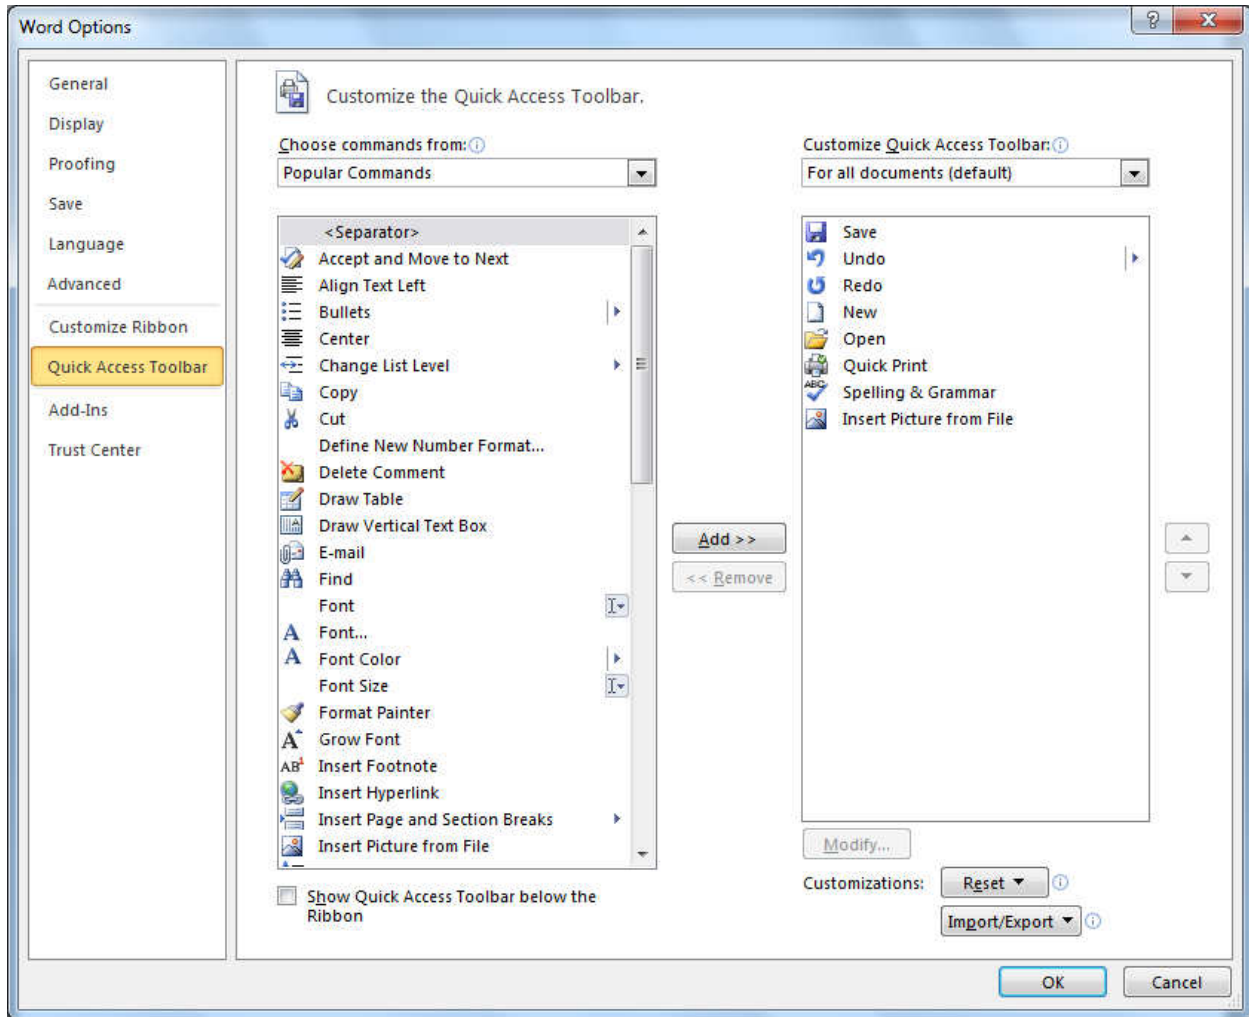 Word Options
General
Display
Proofing
Save
Language
Advanced
Customize Ribbon
Quick Access Toolbar
Add-Ins
Trust Center
Customize the Quick Access Toolbar.
Choose commands from:
Popular Commands
<Separator>
Accept and Move to Next
Align Text Left
Bullets
Center
Change List Level
Copy
Cut
Define New Number Format...
Delete Comment
Draw Table
Draw Vertical Text Box
E-mail
Find
Font
Font...
Font Color
Font Size
Format Painter
Grow Font
Insert Footnote
Insert Hyperlink
Insert Page and Section Breaks
Insert Picture from File
Show Quick Access Toolbar below the
Ribbon
Add >>
<< Remove
Customize Quick Access Toolbar:
For all documents (default)
Save
Undo
Redo
New
Open
Quick Print
Spelling & Grammar
Insert Picture from File
Modify...
Customizations:
Reset
Import/Export
OK
Cancel